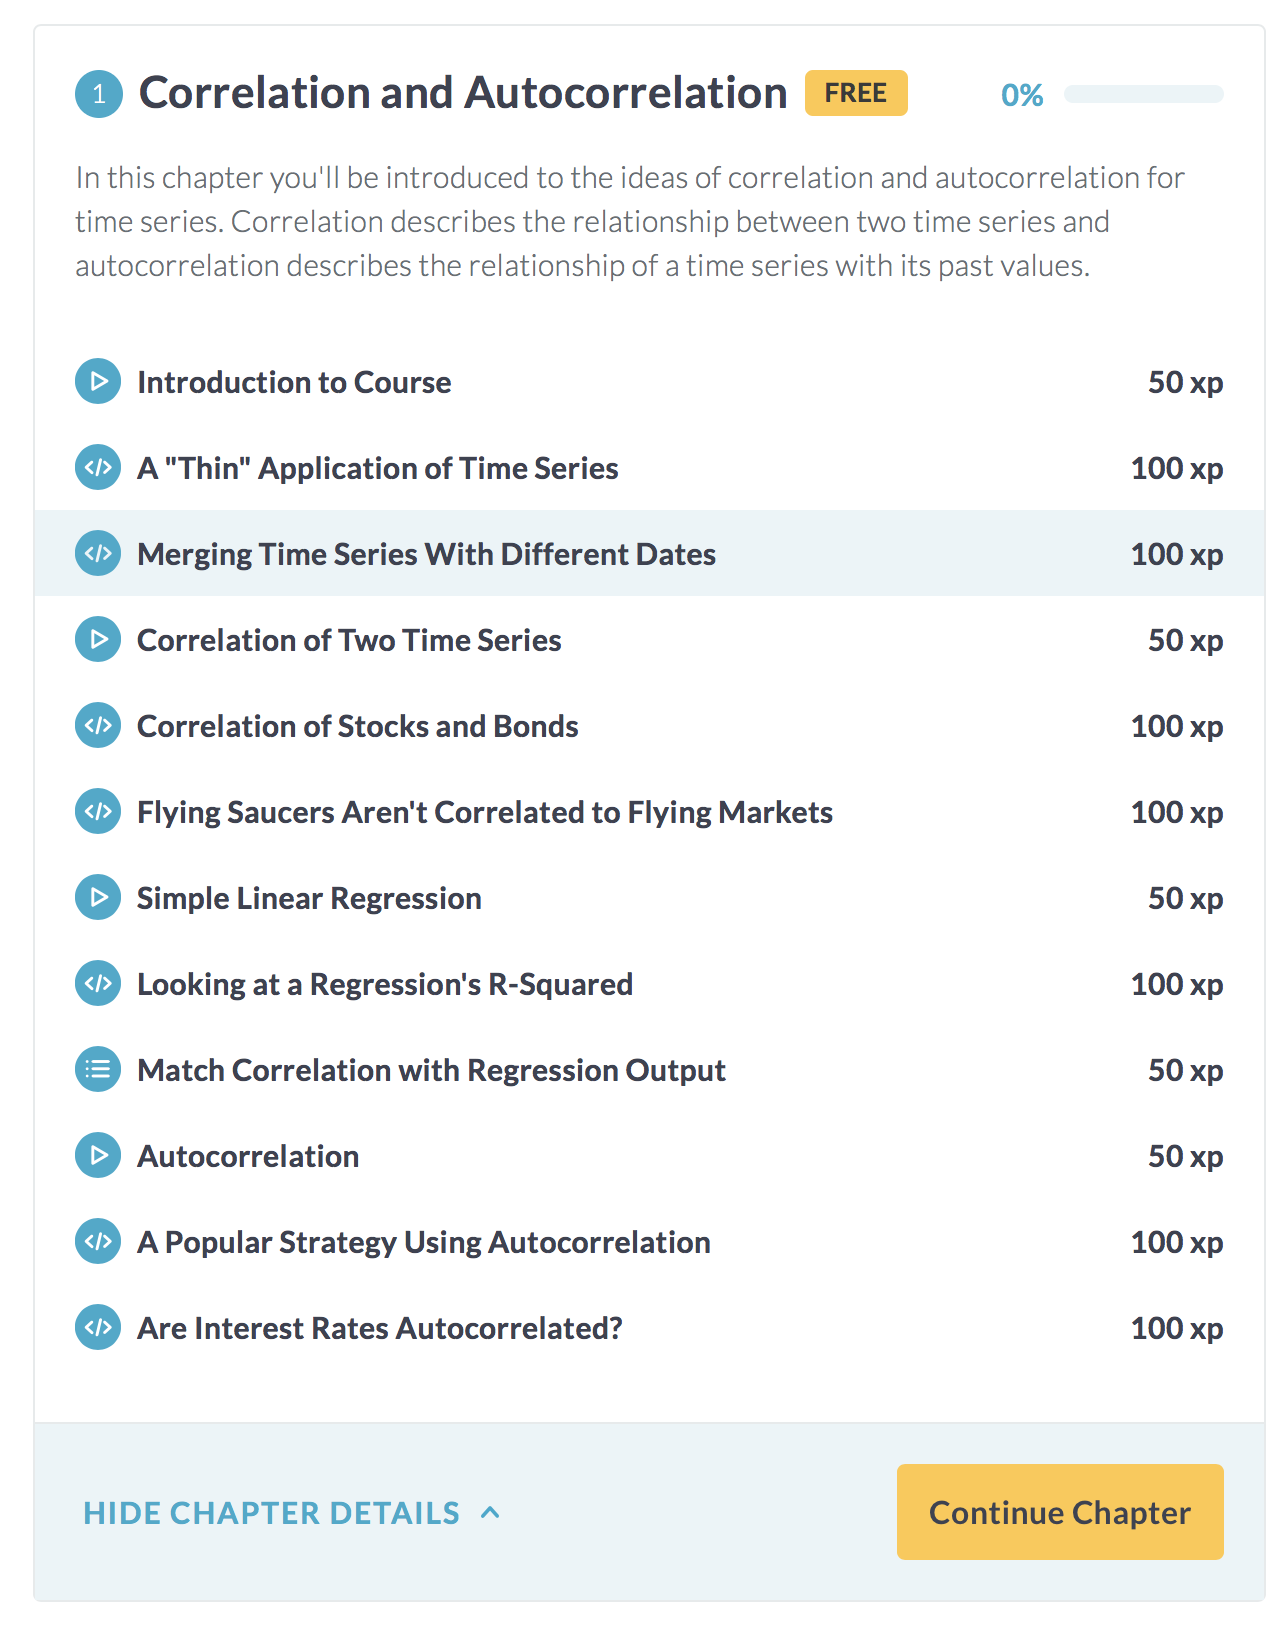 1 Correlation and Autocorrelation FREE 0%
In this chapter you'll be introduced to the ideas of correlation and autocorrelation for
time series. Correlation describes the relationship between two time series and
autocorrelation describes the relationship of a time series with its past values.
Introduction to Course 50 xp
A "Thin" Application of Time Series 100 xp
Merging Time Series With Different Dates 100 xp
Correlation of Two Time Series 50 xp
Correlation of Stocks and Bonds 100 xp
Flying Saucers Aren't Correlated to Flying Markets 100 xp
Simple Linear Regression 50 xp
Looking at a Regression's R-Squared 100 xp
Match Correlation with Regression Output 50 xp
Autocorrelation 50 xp
A Popular Strategy Using Autocorrelation 100 xp
Are Interest Rates Autocorrelated? 100 xp
HIDE CHAPTER DETAILS Continue Chapter